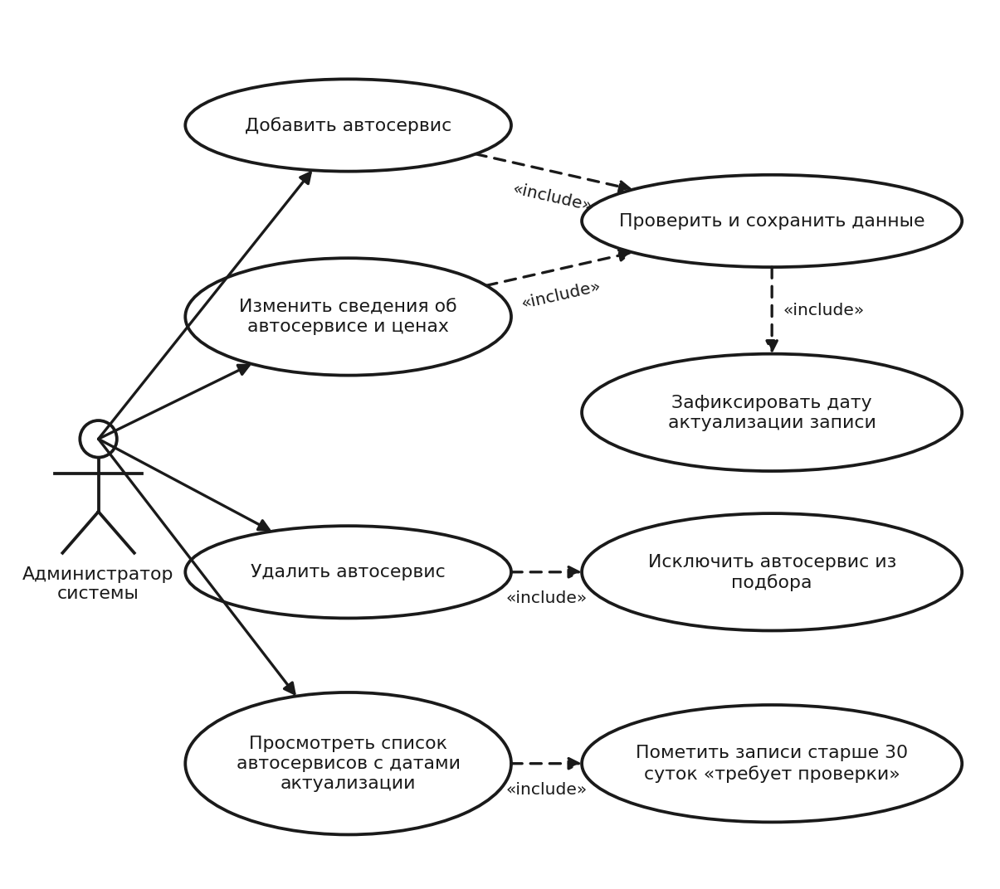 Добавить автосервис
«include»
Проверить и сохранить данные
Изменить сведения об
автосервисе и ценах
«include»
«include»
Зафиксировать дату
актуализации записи
Администратор
системы
Удалить автосервис
«include»
Исключить автосервис из
подбора
Просмотреть список
автосервисов с датами
актуализации
«include»
Пометить записи старше 30
суток «требует проверки»